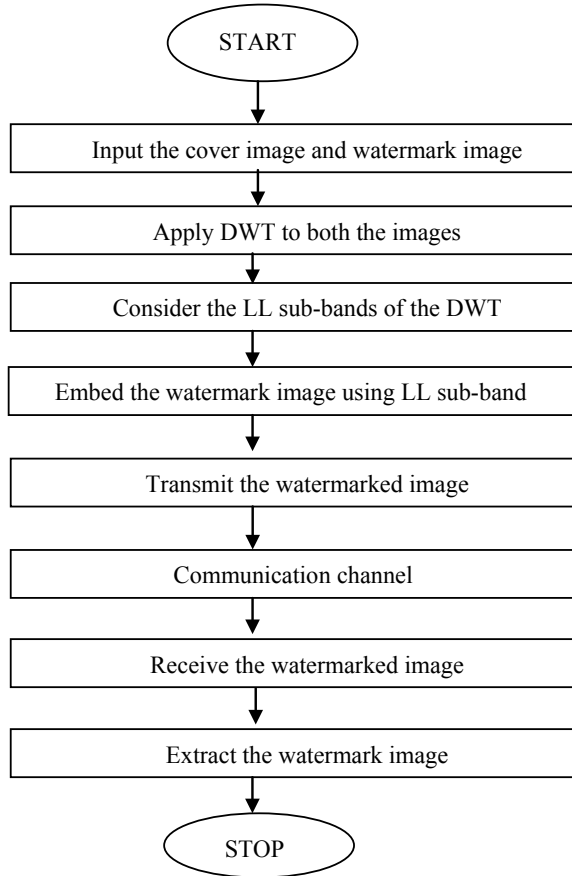 START
Input the cover image and watermark image
Apply DWT to both the images
Consider the LL sub-bands of the DWT
Embed the watermark image using LL sub-band
Transmit the watermarked image
Communication channel
Receive the watermarked image
Extract the watermark image
STOP